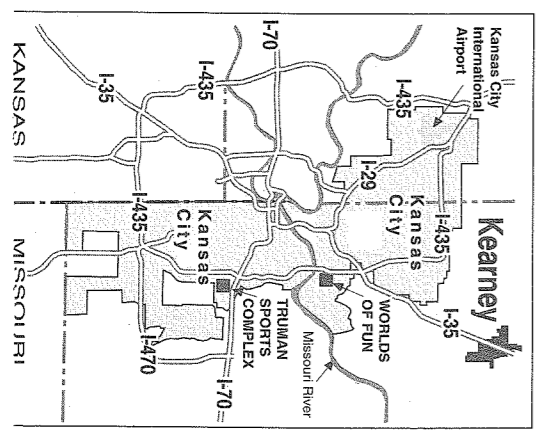 Kansas City
International
Airport
I-435
I-29
Kansas
City
I-435
Kearney
I-35
WORLDS
OF FUN
Missouri River
I-70
I-435
I-35
Kansas
City
TRUMAN
SPORTS
COMPLEX
I-70
I-435
I-470
KANSAS
MISSOURI